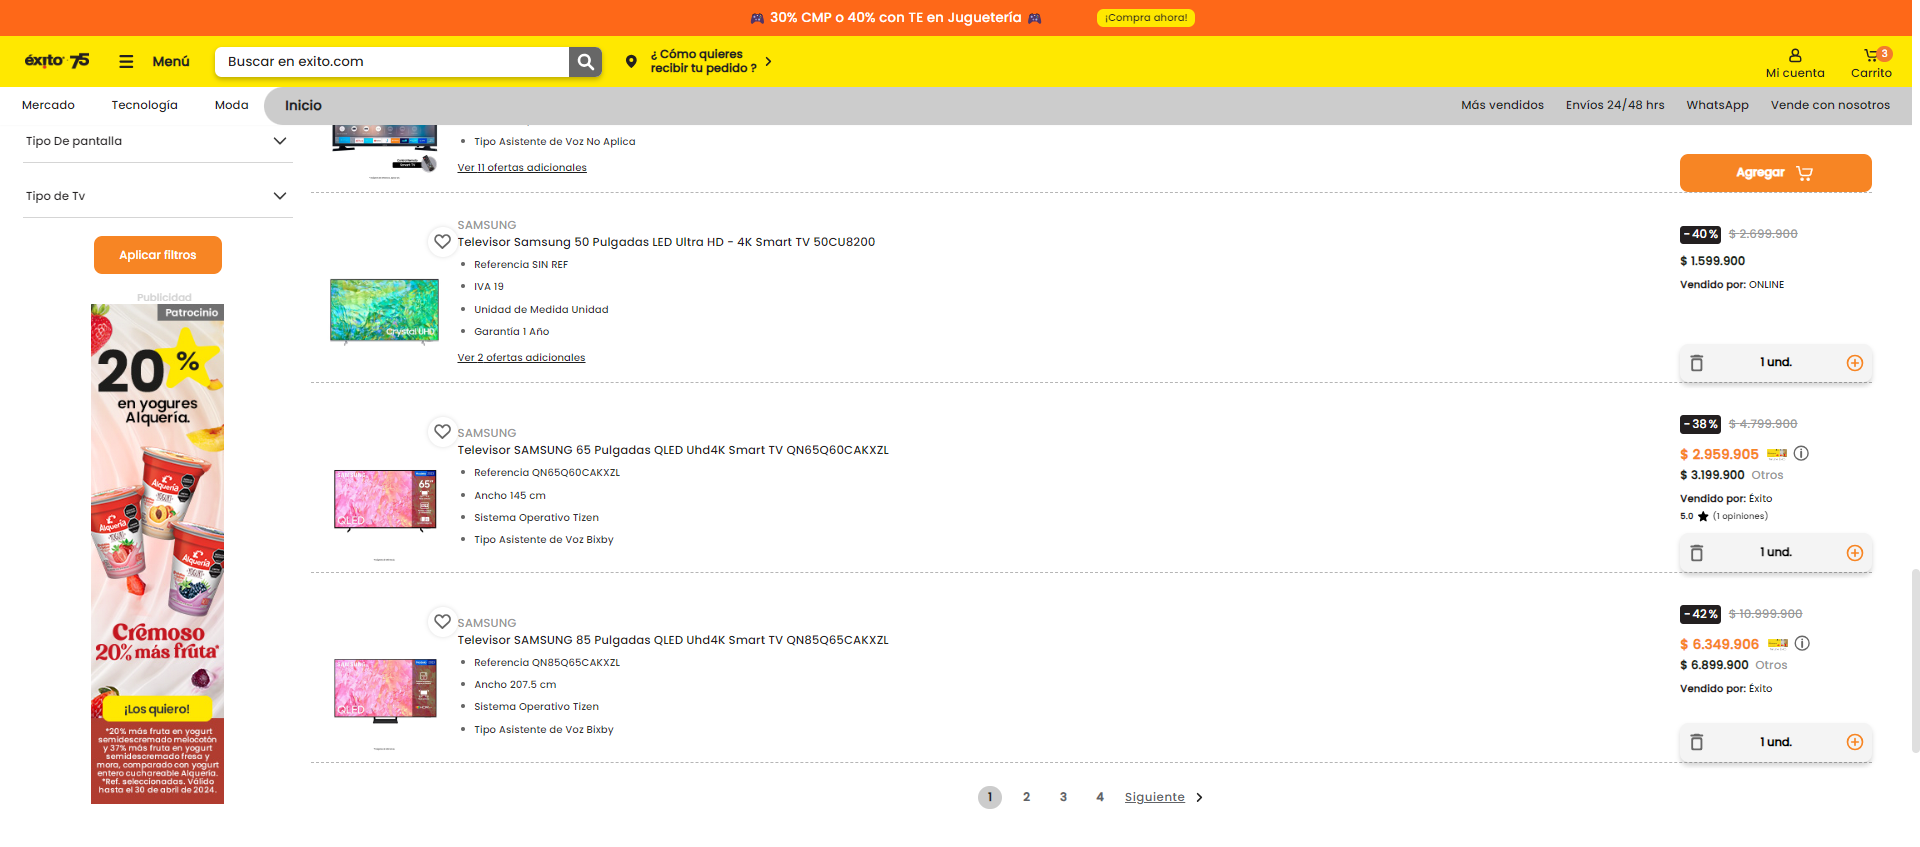 30% CMP o 40% con TE en Juguetería
¡Compra ahora!
éxito 75
Menú
Buscar en exito.com
¿ Cómo quieres
recibir tu pedido ?
Mi cuenta
3
Carrito
Mercado
Tecnología
Moda
Inicio
Más vendidos
Envíos 24/48 hrs
WhatsApp
Vende con nosotros
Tipo De pantalla
Tipo de Tv
Aplicar filtros
Publicidad
Patrocinio
20 %
en yogures
Alquería.
Alquería
Alquería
Alquería
Cremoso
20% más fruta*
¡Los quiero!
*20% más fruta en yogurt
semidescremado melocotón
y 37% más fruta en yogurt
semidescremado fresa y
mora, comparado con yogurt
entero cuchareable Alquería.
*Ref. seleccionadas. Válido
hasta el 30 de abril de 2024.
Tipo Asistente de Voz No Aplica
Ver 11 ofertas adicionales
Agregar
SAMSUNG
Televisor Samsung 50 Pulgadas LED Ultra HD - 4K Smart TV 50CU8200
Referencia SIN REF
IVA 19
Unidad de Medida Unidad
Garantía 1 Año
Ver 2 ofertas adicionales
Crystal UHD
-40%
$ 2.699.900
$ 1.599.900
Vendido por: ONLINE
1 und.
SAMSUNG
Televisor SAMSUNG 65 Pulgadas QLED Uhd4K Smart TV QN65Q60CAKXZL
Referencia QN65Q60CAKXZL
Ancho 145 cm
Sistema Operativo Tizen
Tipo Asistente de Voz Bixby
SAMSUNG
65"
QLED
-38%
$ 4.799.900
$ 2.959.905
$ 3.199.900 Otros
Vendido por: Éxito
5.0 (1 opiniones)
1 und.
SAMSUNG
Televisor SAMSUNG 85 Pulgadas QLED Uhd4K Smart TV QN85Q65CAKXZL
Referencia QN85Q65CAKXZL
Ancho 207.5 cm
Sistema Operativo Tizen
Tipo Asistente de Voz Bixby
SAMSUNG
QLED
-42%
$ 10.999.900
$ 6.349.906
$ 6.899.900 Otros
Vendido por: Éxito
1 und.
1
2
3
4
Siguiente